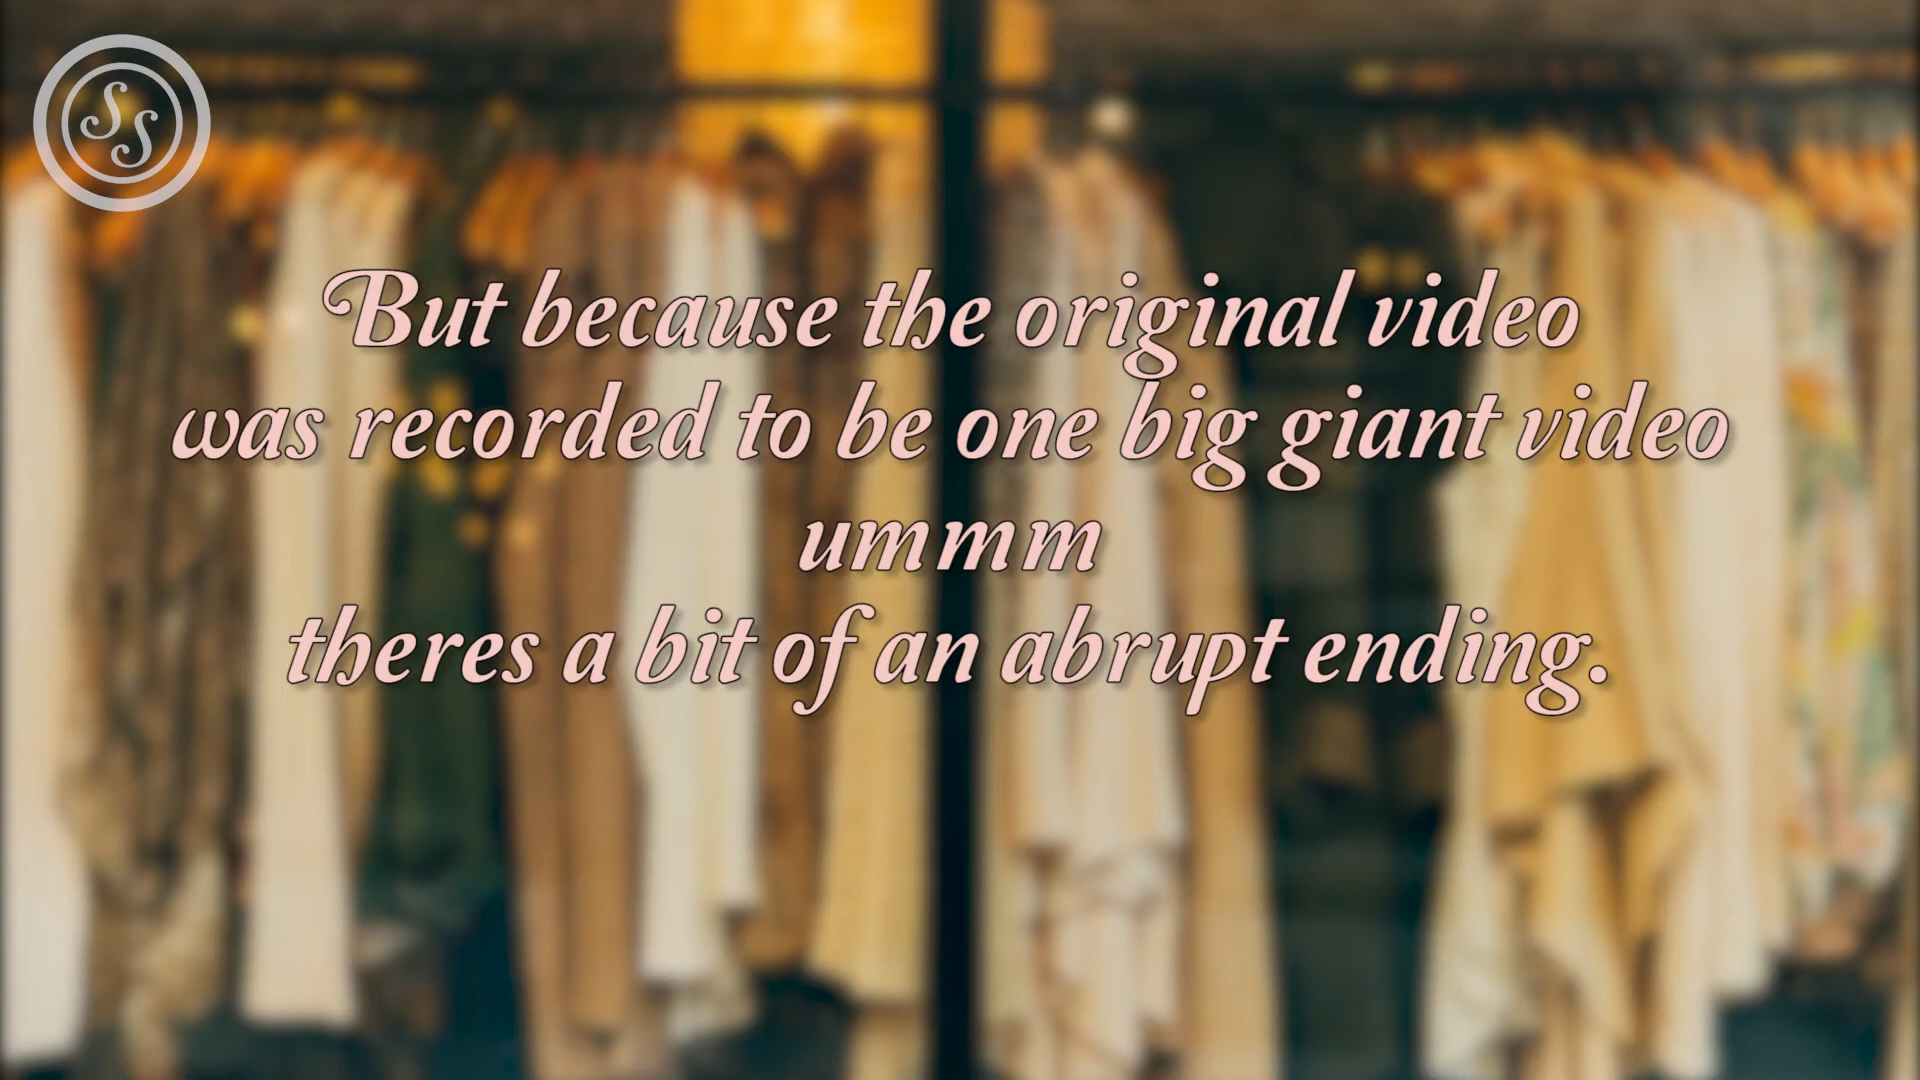 SS
But because the original video
was recorded to be one big giant video
ummm
theres a bit of an abrupt ending.